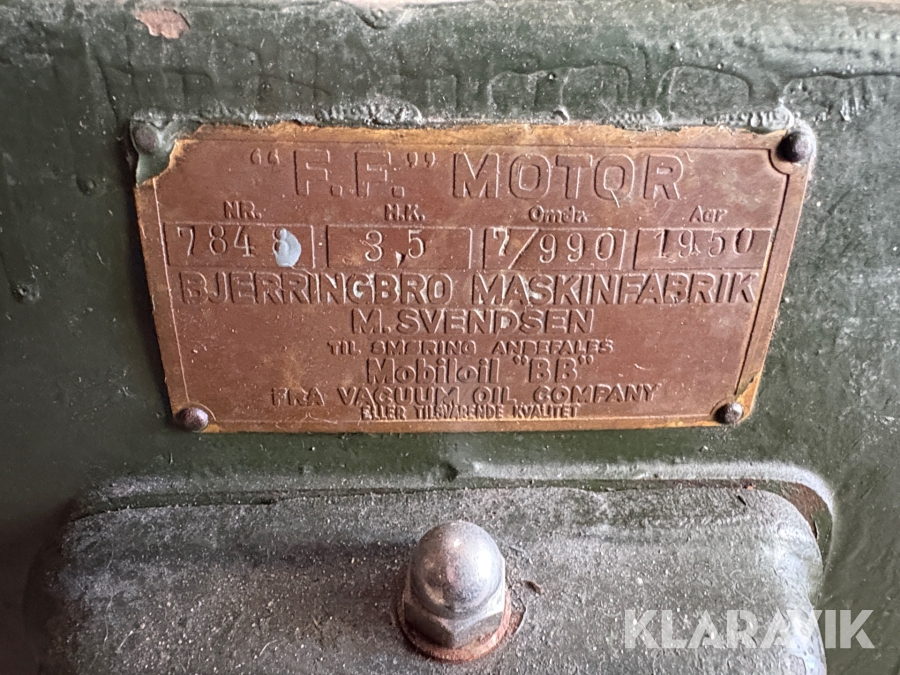 "F.F." MOTOR
NR. H.K. Omdr. Aar
7848 3,5 7/990 1950
BJERRINGBRO MASKINFABRIK
M. SVENDSEN
TIL SMØRING ANBEFALES
Mobiloil "BB"
FRA VACUUM OIL COMPANY
ELLER TILSVARENDE KVALITET
KLARAVIK